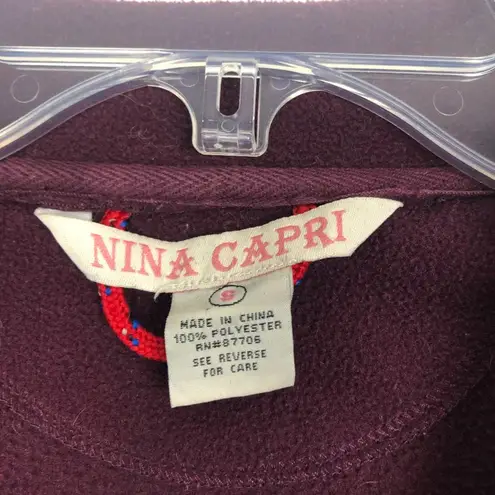 NINA CAPRI
S
MADE IN CHINA
100% POLYESTER
RN#87706
SEE REVERSE
FOR CARE